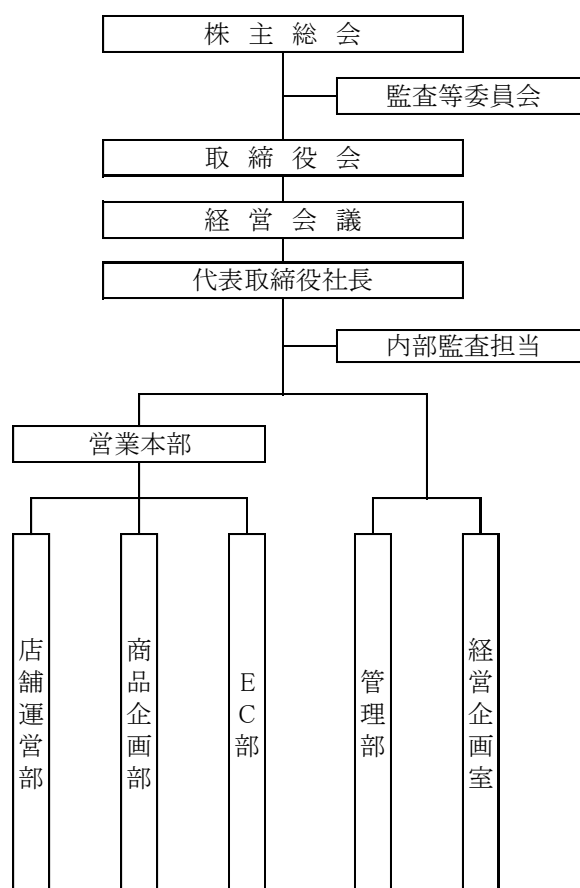 株主総会
監査等委員会
取締役会
経営会議
代表取締役社長
内部監査担当
営業本部
店舗運営部
商品企画部
EC部
管理部
経営企画室